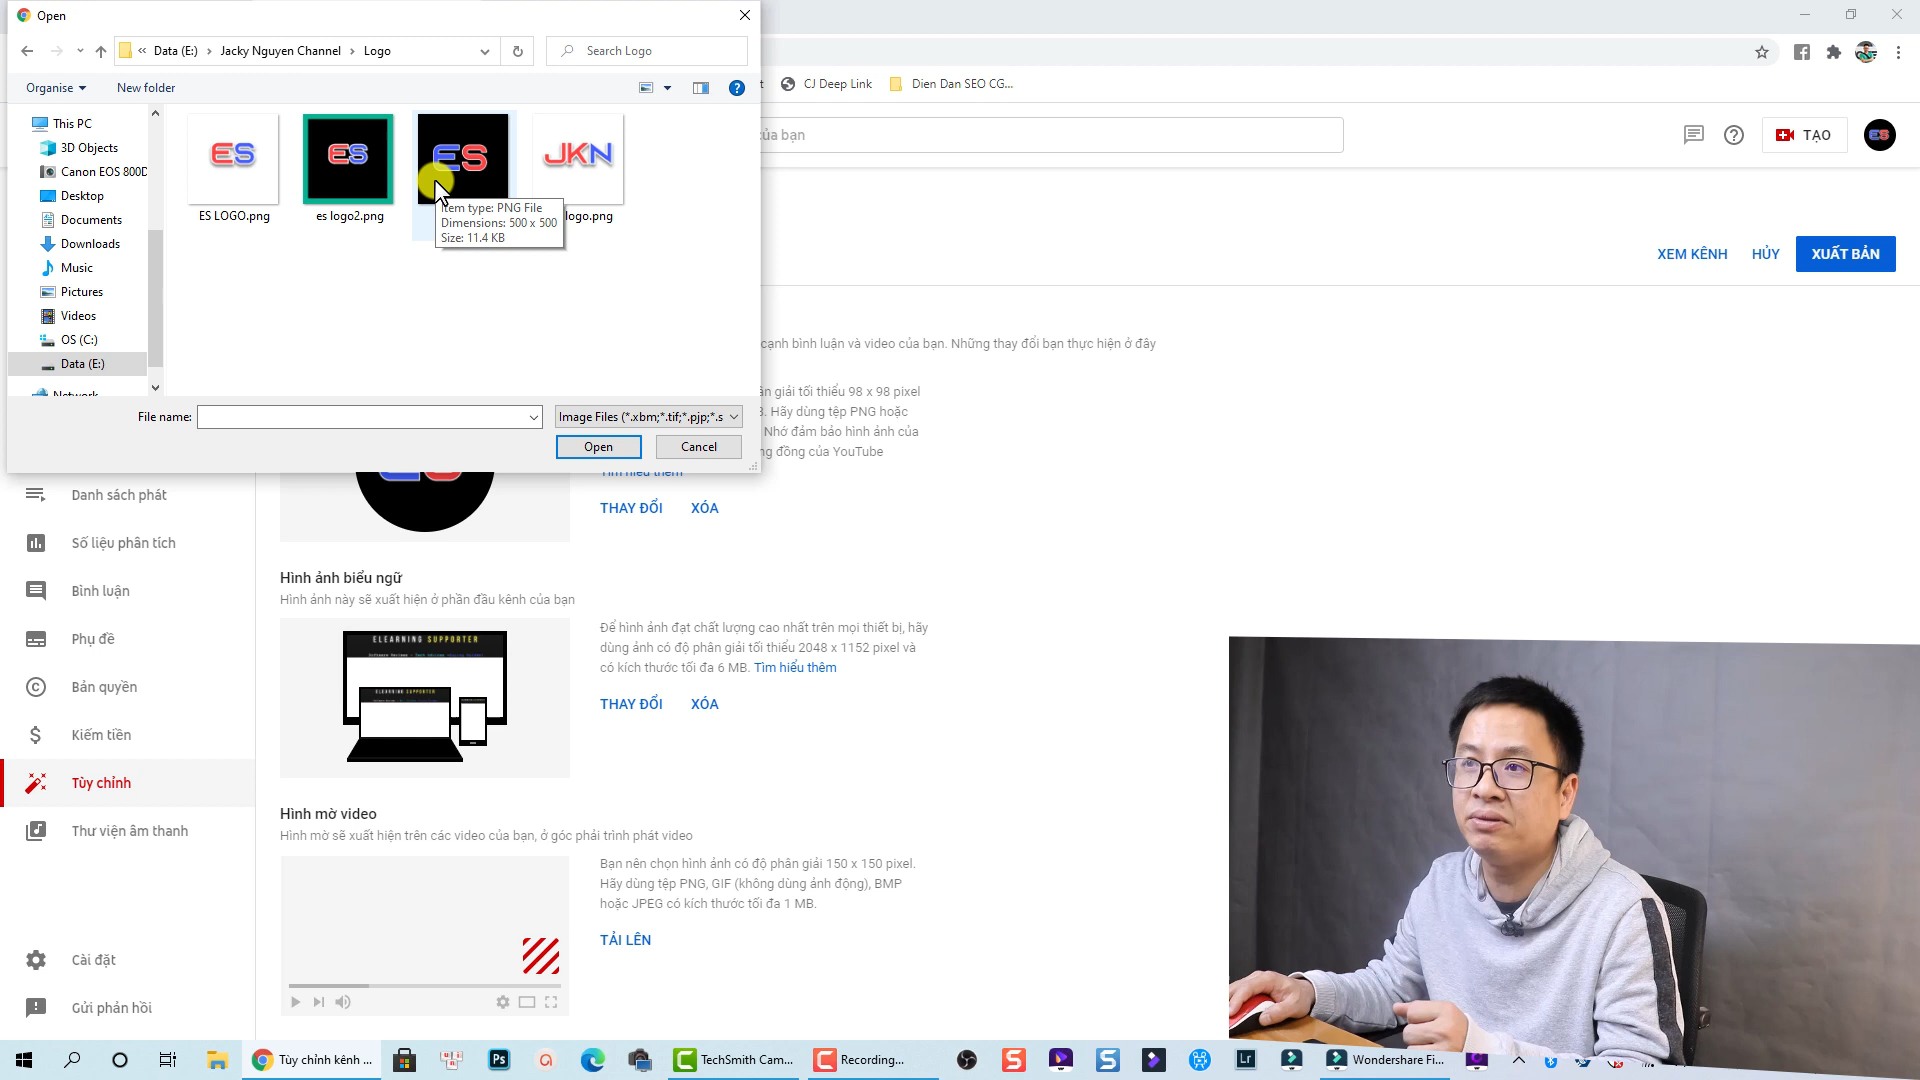 Open
Data (E:) > Jacky Nguyen Channel > Logo
Search Logo
Organise
New folder
This PC
3D Objects
Canon EOS 800D
Desktop
Documents
Downloads
Music
Pictures
Videos
OS (C:)
Data (E:)
Network
ES
ES LOGO.png
ES
es logo2.png
ES
JKN
logo.png
Item type: PNG File
Dimensions: 500 x 500
Size: 11.4 KB
File name:
Image Files (*.xbm;*.tif;*.pjp;*.s
Open
Cancel
CJ Deep Link
Dien Dan SEO CG...
của bạn
TẠO
ES
XEM KÊNH
HỦY
XUẤT BẢN
cạnh bình luận và video của bạn. Những thay đổi bạn thực hiện ở đây
giải tối thiểu 98 x 98 pixel
Hãy dùng tệp PNG hoặc
Nhớ đảm bảo hình ảnh của
đồng của YouTube
Tìm hiểu thêm
THAY ĐỔI
XÓA
Danh sách phát
Số liệu phân tích
Bình luận
Phụ đề
Bản quyền
Kiếm tiền
Tùy chỉnh
Thư viện âm thanh
Cài đặt
Gửi phản hồi
Hình ảnh biểu ngữ
Hình ảnh này sẽ xuất hiện ở phần đầu kênh của bạn
ELEARNING SUPPORTER
ELEARNING SUPPORTER
Để hình ảnh đạt chất lượng cao nhất trên mọi thiết bị, hãy
dùng ảnh có độ phân giải tối thiểu 2048 x 1152 pixel và
có kích thước tối đa 6 MB. Tìm hiểu thêm
THAY ĐỔI
XÓA
Hình mờ video
Hình mờ sẽ xuất hiện trên các video của bạn, ở góc phải trình phát video
Bạn nên chọn hình ảnh có độ phân giải 150 x 150 pixel.
Hãy dùng tệp PNG, GIF (không dùng ảnh động), BMP
hoặc JPEG có kích thước tối đa 1 MB.
TẢI LÊN
Tùy chỉnh kênh ...
Ps
TechSmith Cam...
Recording...
Lr
Wondershare Fi...